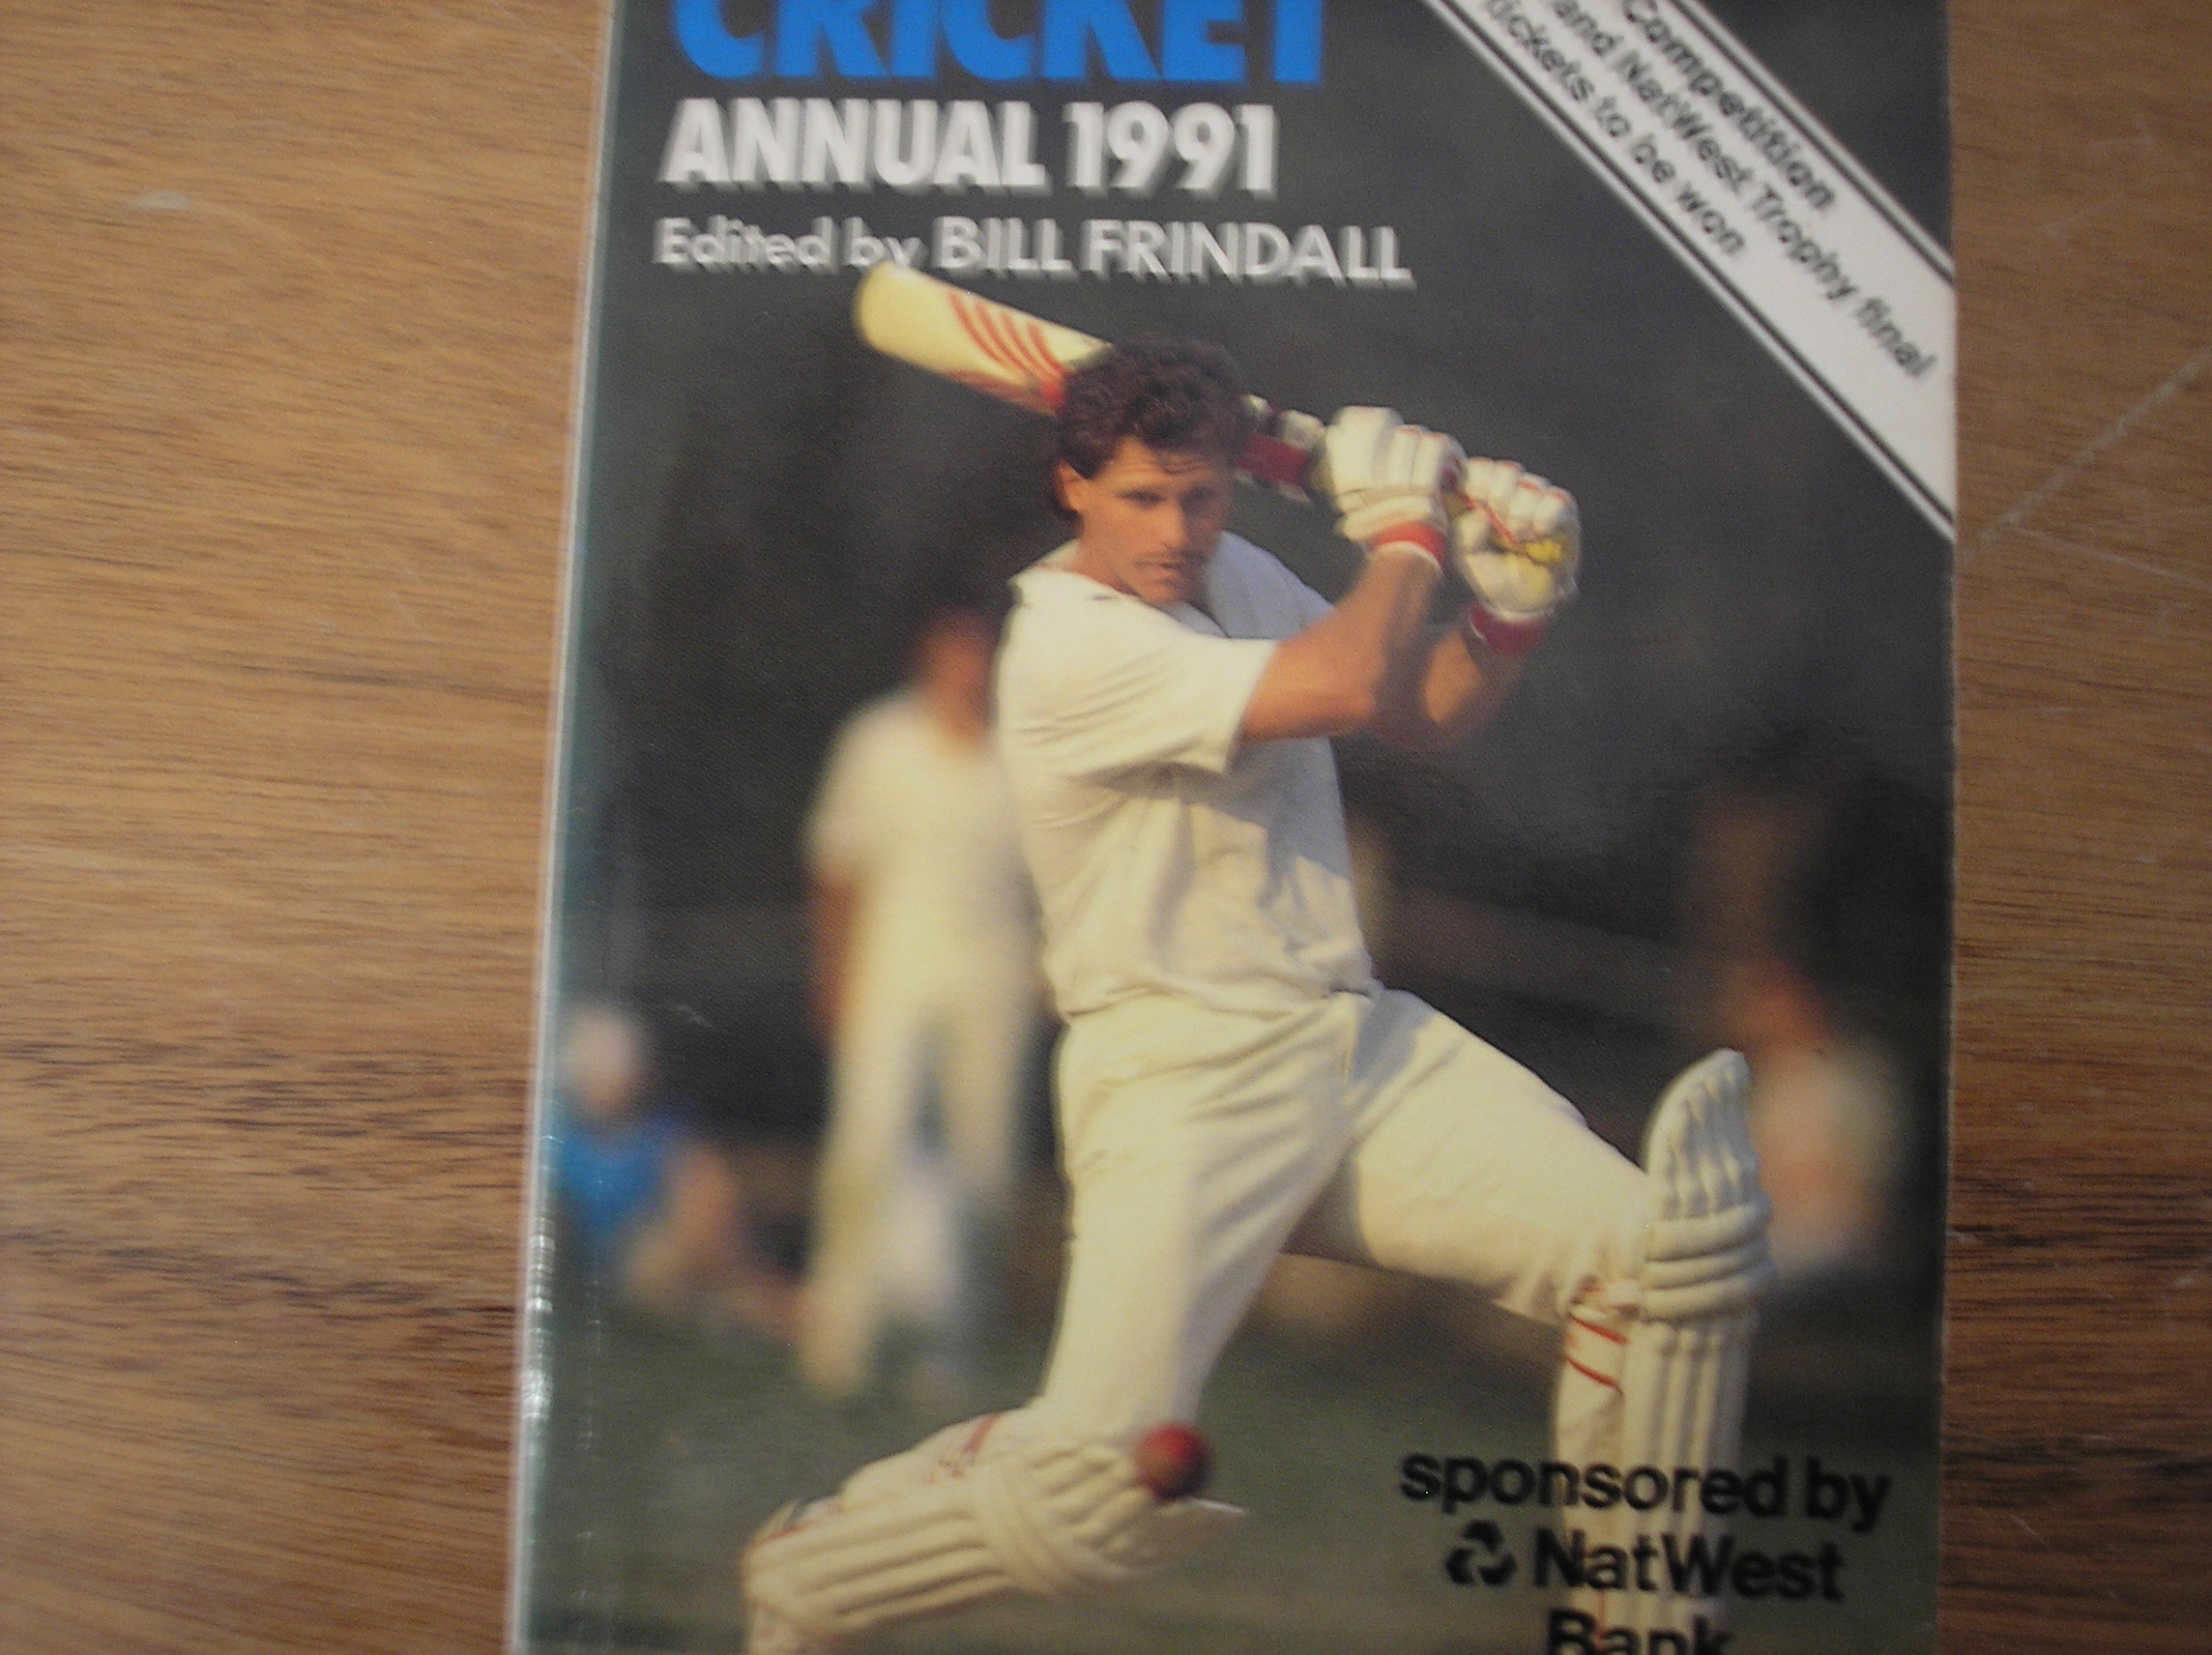 CRICKET
ANNUAL 1991
Edited by BILL FRINDALL
Competition
and NatWest Trophy final
tickets to be won
sponsored by
NatWest
Bank